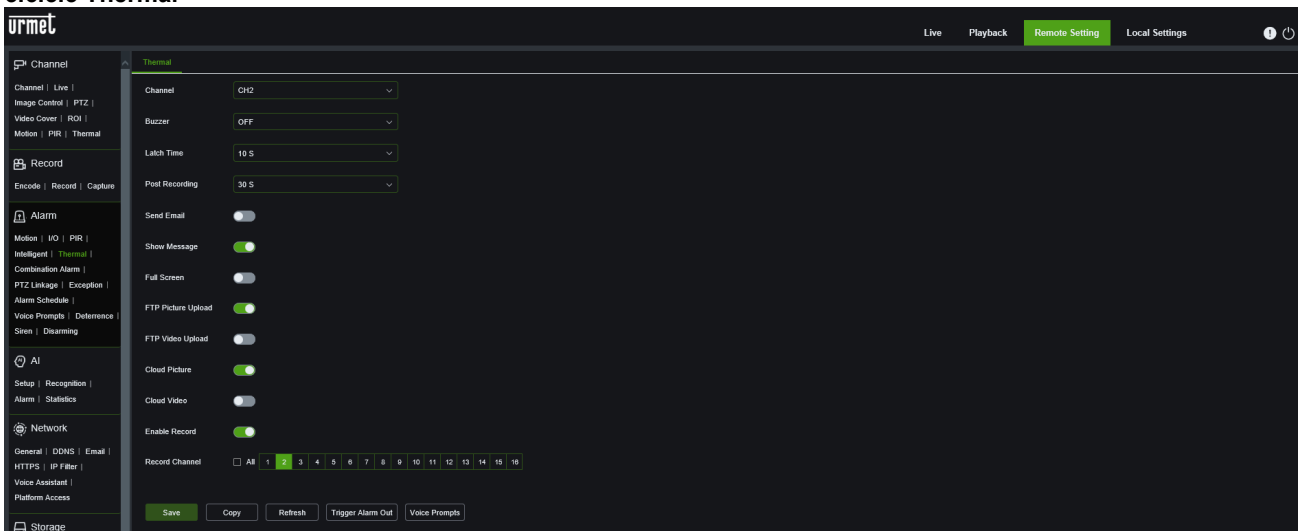 urmet
Live Playback Remote Setting Local Settings
Channel
Channel | Live |
Image Control | PTZ |
Video Cover | ROI |
Motion | PIR | Thermal
Record
Encode | Record | Capture
Alarm
Motion | I/O | PIR |
Intelligent | Thermal |
Combination Alarm |
PTZ Linkage | Exception |
Alarm Schedule |
Voice Prompts | Deterrence |
Siren | Disarming
AI
Setup | Recognition |
Alarm | Statistics
Network
General | DDNS | Email |
HTTPS | IP Filter |
Voice Assistant |
Platform Access
Storage
Thermal
Channel CH2
Buzzer OFF
Latch Time 10 S
Post Recording 30 S
Send Email
Show Message
Full Screen
FTP Picture Upload
FTP Video Upload
Cloud Picture
Cloud Video
Enable Record
Record Channel All 1 2 3 4 5 6 7 8 9 10 11 12 13 14 15 16
Save Copy Refresh Trigger Alarm Out Voice Prompts